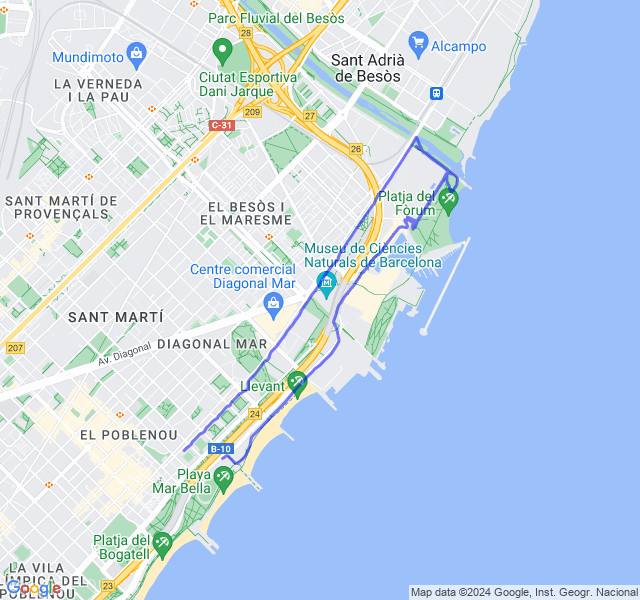 Parc Fluvial del Besòs
28
Mundimoto
Alcampo
Sant Adrià
de Besòs
LA VERNEDA
I LA PAU
Ciutat Esportiva
Dani Jarque
209
27
C-31
26
SANT MARTÍ DE
PROVENÇALS
EL BESÒS I
EL MARESME
Platja del
Fòrum
Museu de Ciències
Naturals de Barcelona
Centre comercial
Diagonal Mar
SANT MARTÍ
DIAGONAL MAR
207
Av. Diagonal
Llevant
24
EL POBLENOU
B-10
Playa
Mar Bella
Platja del
Bogatell
LA VILA
ÍMPICA DEL
POBLENOU
23
Google
Map data ©2024 Google, Inst. Geogr. Nacional